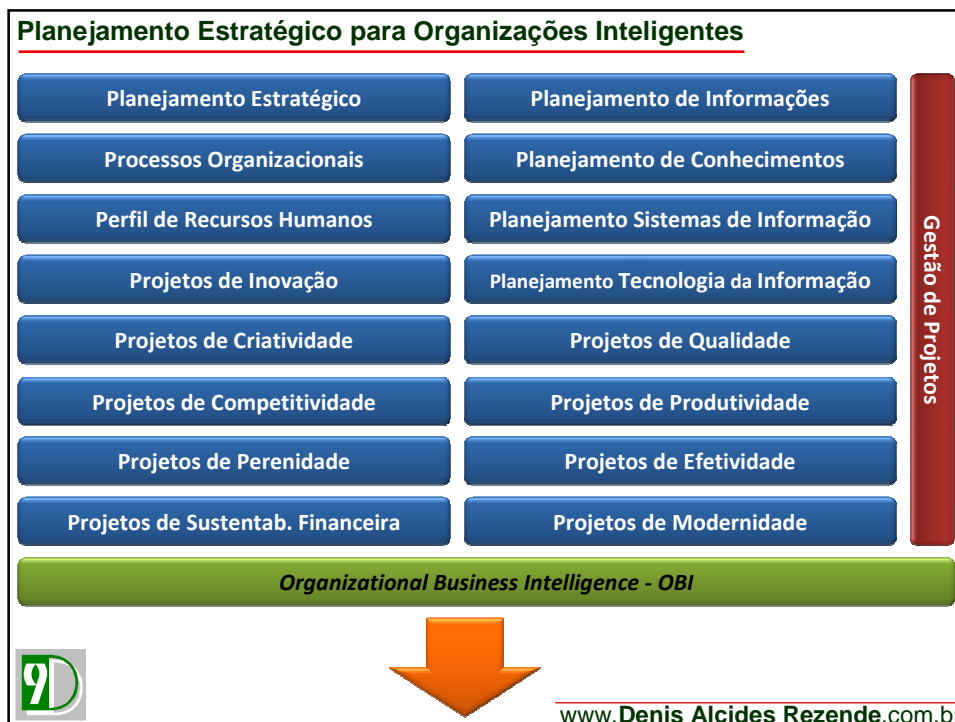 Planejamento Estratégico para Organizações Inteligentes
Planejamento Estratégico
Planejamento de Informações
Processos Organizacionais
Planejamento de Conhecimentos
Perfil de Recursos Humanos
Planejamento Sistemas de Informação
Projetos de Inovação
Planejamento Tecnologia da Informação
Projetos de Criatividade
Projetos de Qualidade
Projetos de Competitividade
Projetos de Produtividade
Projetos de Perenidade
Projetos de Efetividade
Projetos de Sustentab. Financeira
Projetos de Modernidade
Gestão de Projetos
Organizational Business Intelligence - OBI
9D
www.Denis Alcides Rezende.com.b